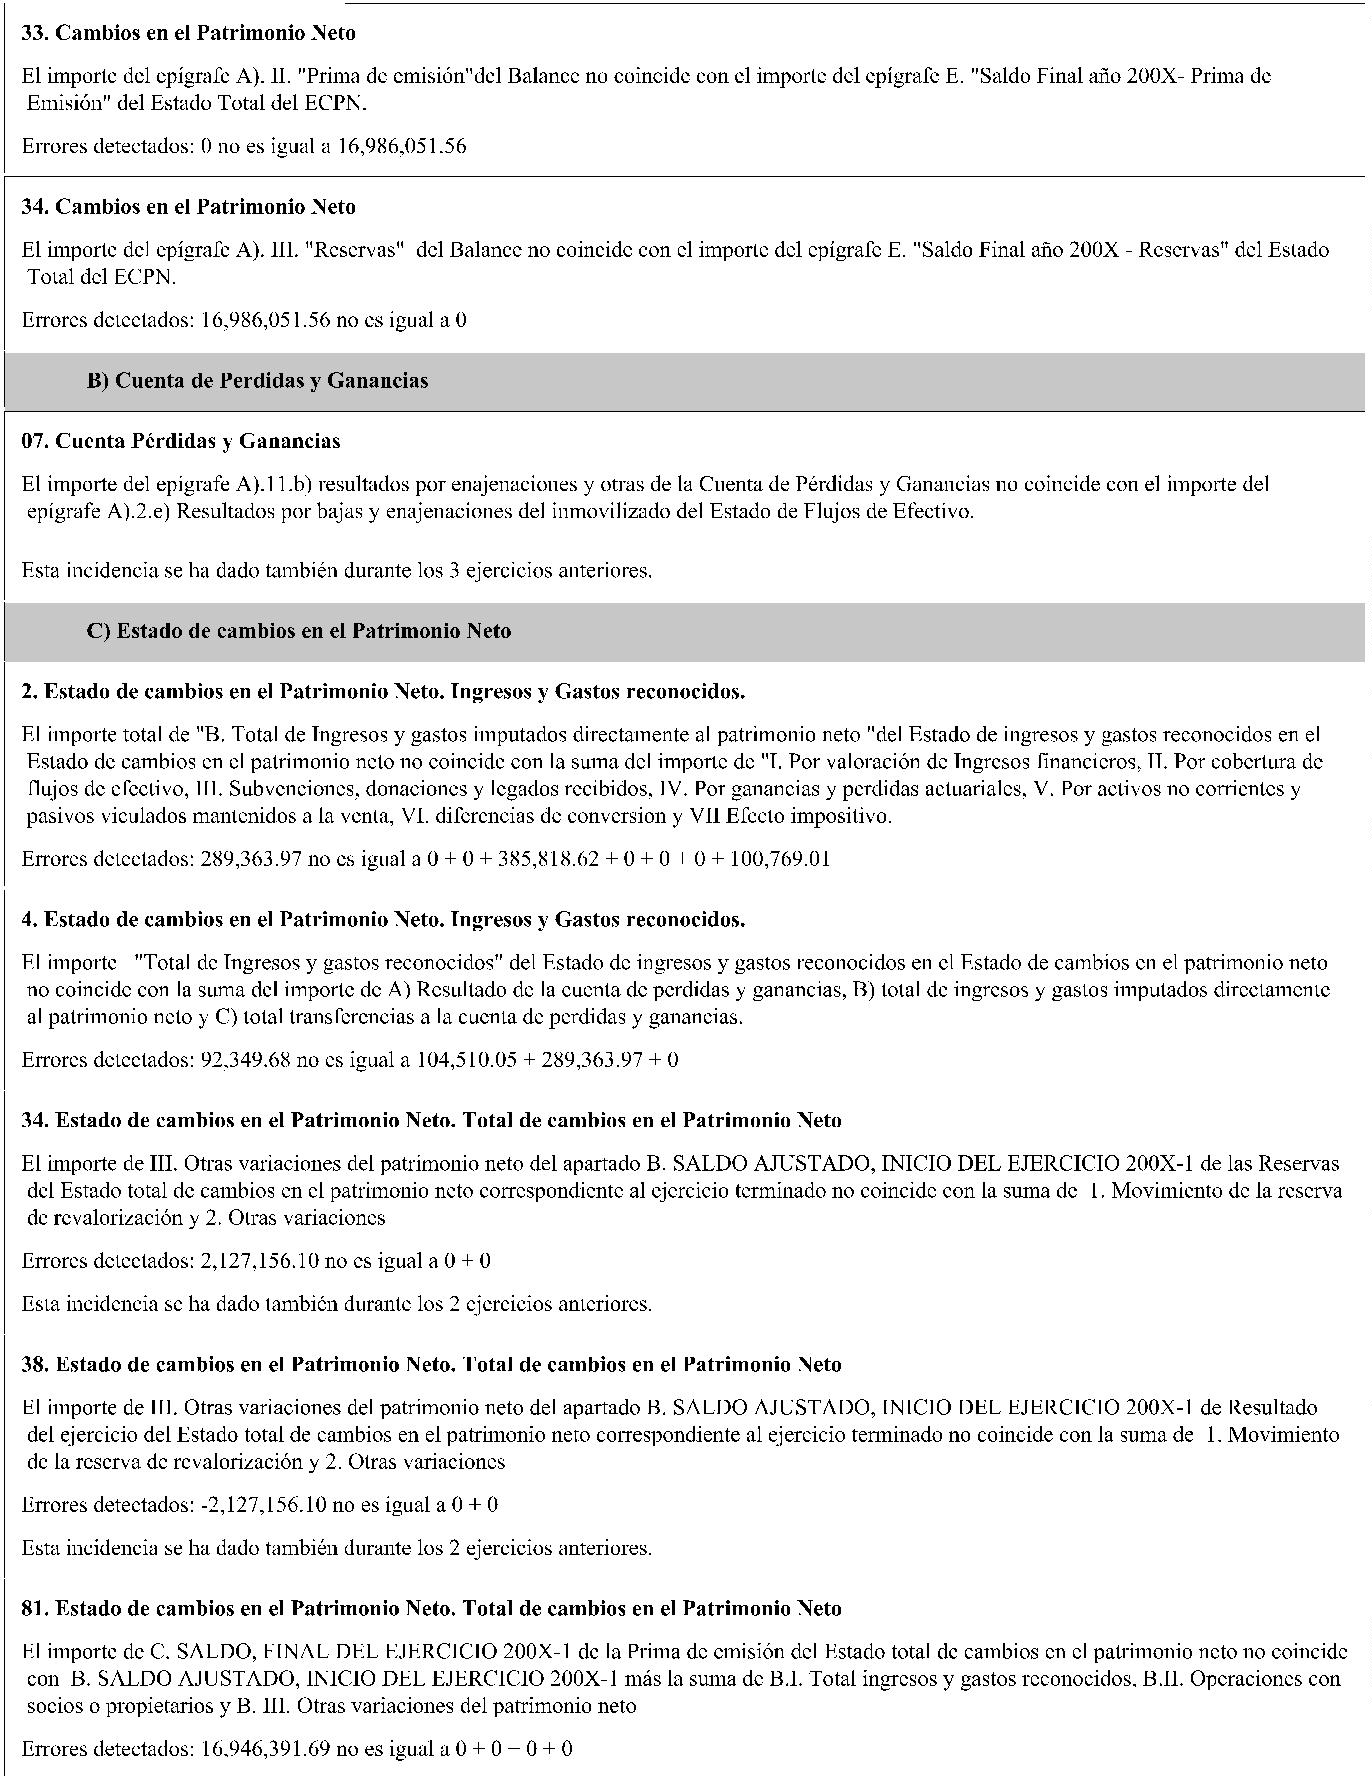 33. Cambios en el Patrimonio Neto
El importe del epígrafe A). II. "Prima de emisión"del Balance no coincide con el importe del epígrafe E. "Saldo Final año 200X- Prima de
Emisión" del Estado Total del ECPN.
Errores detectados: 0 no es igual a 16,986,051.56
34. Cambios en el Patrimonio Neto
El importe del epígrafe A). III. "Reservas"  del Balance no coincide con el importe del epígrafe E. "Saldo Final año 200X - Reservas" del Estado
Total del ECPN.
Errores detectados: 16,986,051.56 no es igual a 0
B) Cuenta de Perdidas y Ganancias
07. Cuenta Pérdidas y Ganancias
El importe del epigrafe A).11.b) resultados por enajenaciones y otras de la Cuenta de Pérdidas y Ganancias no coincide con el importe del
epígrafe A).2.e) Resultados por bajas y enajenaciones del inmovilizado del Estado de Flujos de Efectivo.
Esta incidencia se ha dado también durante los 3 ejercicios anteriores.
C) Estado de cambios en el Patrimonio Neto
2. Estado de cambios en el Patrimonio Neto. Ingresos y Gastos reconocidos.
El importe total de "B. Total de Ingresos y gastos imputados directamente al patrimonio neto "del Estado de ingresos y gastos reconocidos en el
Estado de cambios en el patrimonio neto no coincide con la suma del importe de "I. Por valoración de Ingresos financieros, II. Por cobertura de
flujos de efectivo, III. Subvenciones, donaciones y legados recibidos, IV. Por ganancias y perdidas actuariales, V. Por activos no corrientes y
pasivos viculados mantenidos a la venta, VI. diferencias de conversion y VII Efecto impositivo.
Errores detectados: 289,363.97 no es igual a 0 + 0 + 385,818.62 + 0 + 0 + 0 + 100,769.01
4. Estado de cambios en el Patrimonio Neto. Ingresos y Gastos reconocidos.
El importe  "Total de Ingresos y gastos reconocidos" del Estado de ingresos y gastos reconocidos en el Estado de cambios en el patrimonio neto
no coincide con la suma del importe de A) Resultado de la cuenta de perdidas y ganancias, B) total de ingresos y gastos imputados directamente
al patrimonio neto y C) total transferencias a la cuenta de perdidas y ganancias.
Errores detectados: 92,349.68 no es igual a 104,510.05 + 289,363.97 + 0
34. Estado de cambios en el Patrimonio Neto. Total de cambios en el Patrimonio Neto
El importe de III. Otras variaciones del patrimonio neto del apartado B. SALDO AJUSTADO, INICIO DEL EJERCICIO 200X-1 de las Reservas
del Estado total de cambios en el patrimonio neto correspondiente al ejercicio terminado no coincide con la suma de  1. Movimiento de la reserva
de revalorización y 2. Otras variaciones
Errores detectados: 2,127,156.10 no es igual a 0 + 0
Esta incidencia se ha dado también durante los 2 ejercicios anteriores.
38. Estado de cambios en el Patrimonio Neto. Total de cambios en el Patrimonio Neto
El importe de III. Otras variaciones del patrimonio neto del apartado B. SALDO AJUSTADO, INICIO DEL EJERCICIO 200X-1 de Resultado
del ejercicio del Estado total de cambios en el patrimonio neto correspondiente al ejercicio terminado no coincide con la suma de  1. Movimiento
de la reserva de revalorización y 2. Otras variaciones
Errores detectados: -2,127,156.10 no es igual a 0 + 0
Esta incidencia se ha dado también durante los 2 ejercicios anteriores.
81. Estado de cambios en el Patrimonio Neto. Total de cambios en el Patrimonio Neto
El importe de C. SALDO, FINAL DEL EJERCICIO 200X-1 de la Prima de emisión del Estado total de cambios en el patrimonio neto no coincide
con  B. SALDO AJUSTADO, INICIO DEL EJERCICIO 200X-1 más la suma de B.I. Total ingresos y gastos reconocidos, B.II. Operaciones con
socios o propietarios y B. III. Otras variaciones del patrimonio neto
Errores detectados: 16,946,391.69 no es igual a 0 + 0 + 0 + 0